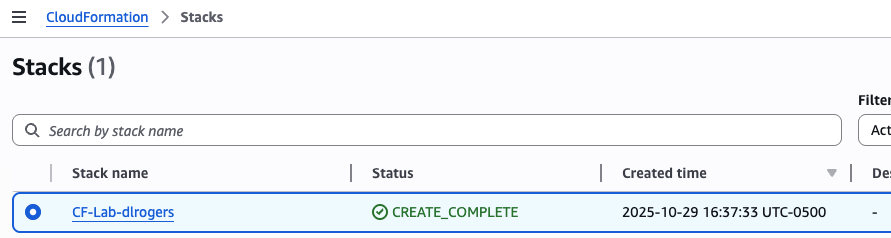 CloudFormation > Stacks
Stacks (1)
Filter
Search by stack name
Act
Stack name Status Created time De
CF-Lab-dlrogers CREATE_COMPLETE 2025-10-29 16:37:33 UTC-0500 -